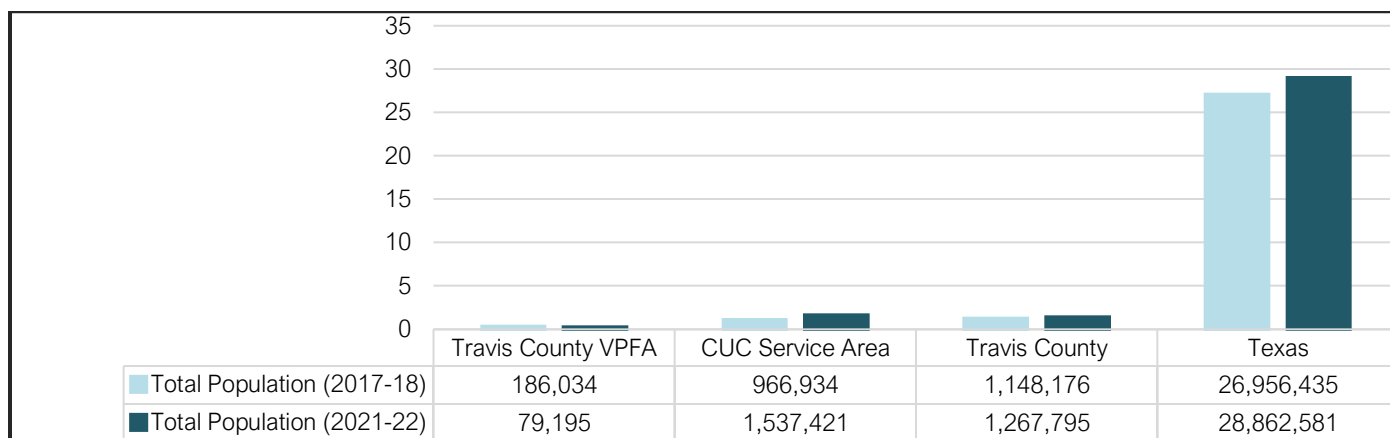 35
30
25
20
15
10
5
0
Travis County VPFA CUC Service Area Travis County Texas
Total Population (2017-18) 186,034 966,934 1,148,176 26,956,435
Total Population (2021-22) 79,195 1,537,421 1,267,795 28,862,581